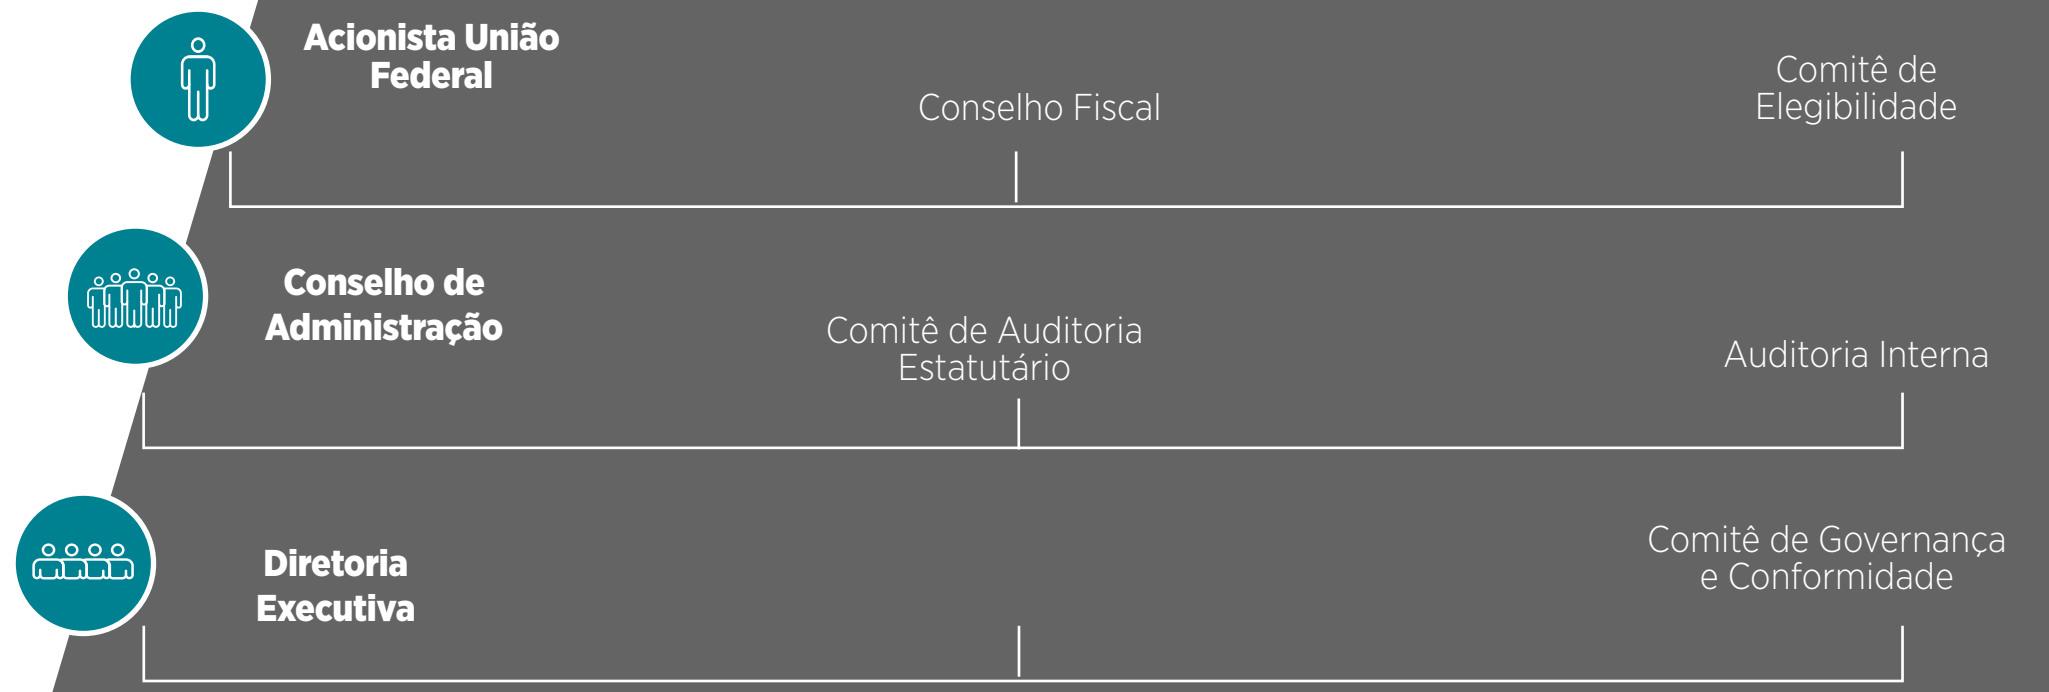 Acionista União
Federal
Conselho Fiscal
Comitê de
Elegibilidade
Conselho de
Administração
Comitê de Auditoria
Estatutário
Auditoria Interna
Diretoria
Executiva
Comitê de Governança
e Conformidade